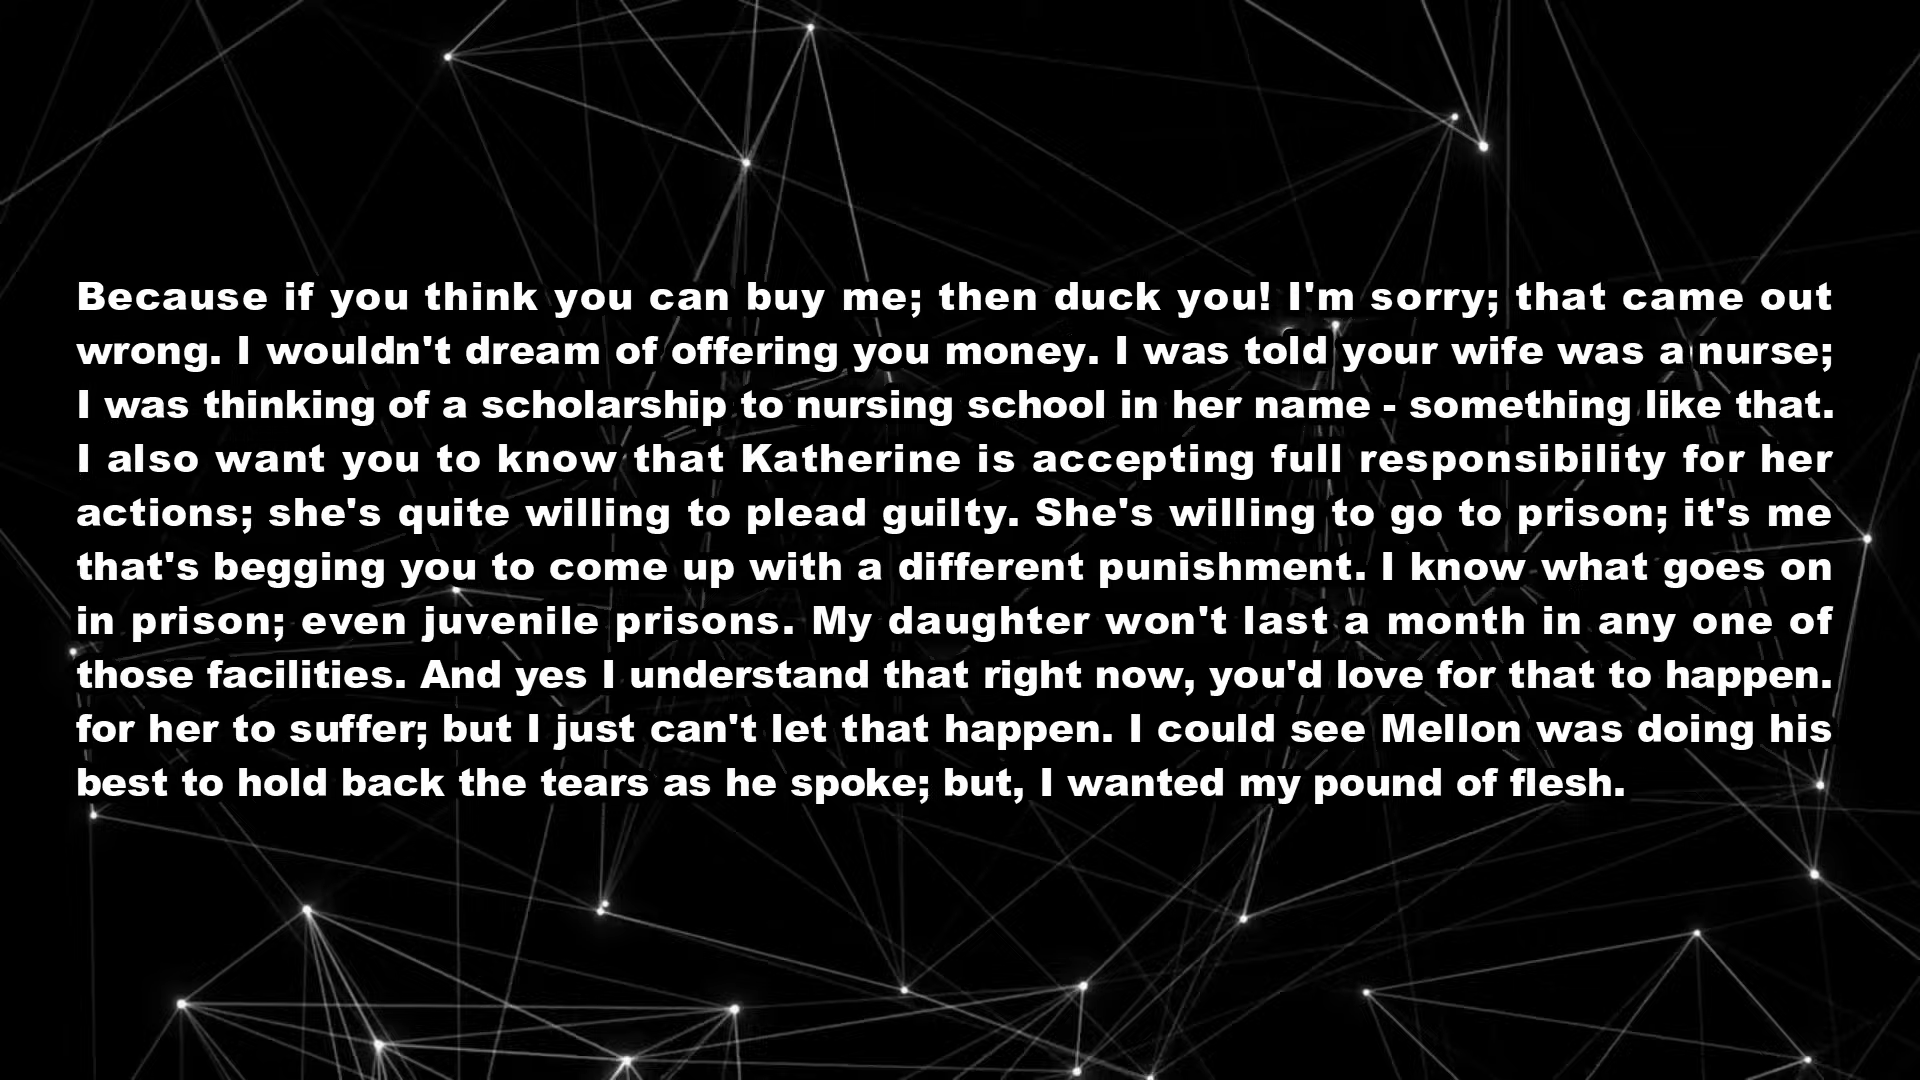 Because if you think you can buy me; then duck you! I'm sorry; that came out
wrong. I wouldn't dream of offering you money. I was told your wife was a nurse;
I was thinking of a scholarship to nursing school in her name - something like that.
I also want you to know that Katherine is accepting full responsibility for her
actions; she's quite willing to plead guilty. She's willing to go to prison; it's me
that's begging you to come up with a different punishment. I know what goes on
in prison; even juvenile prisons. My daughter won't last a month in any one of
those facilities. And yes I understand that right now, you'd love for that to happen.
for her to suffer; but I just can't let that happen. I could see Mellon was doing his
best to hold back the tears as he spoke; but, I wanted my pound of flesh.